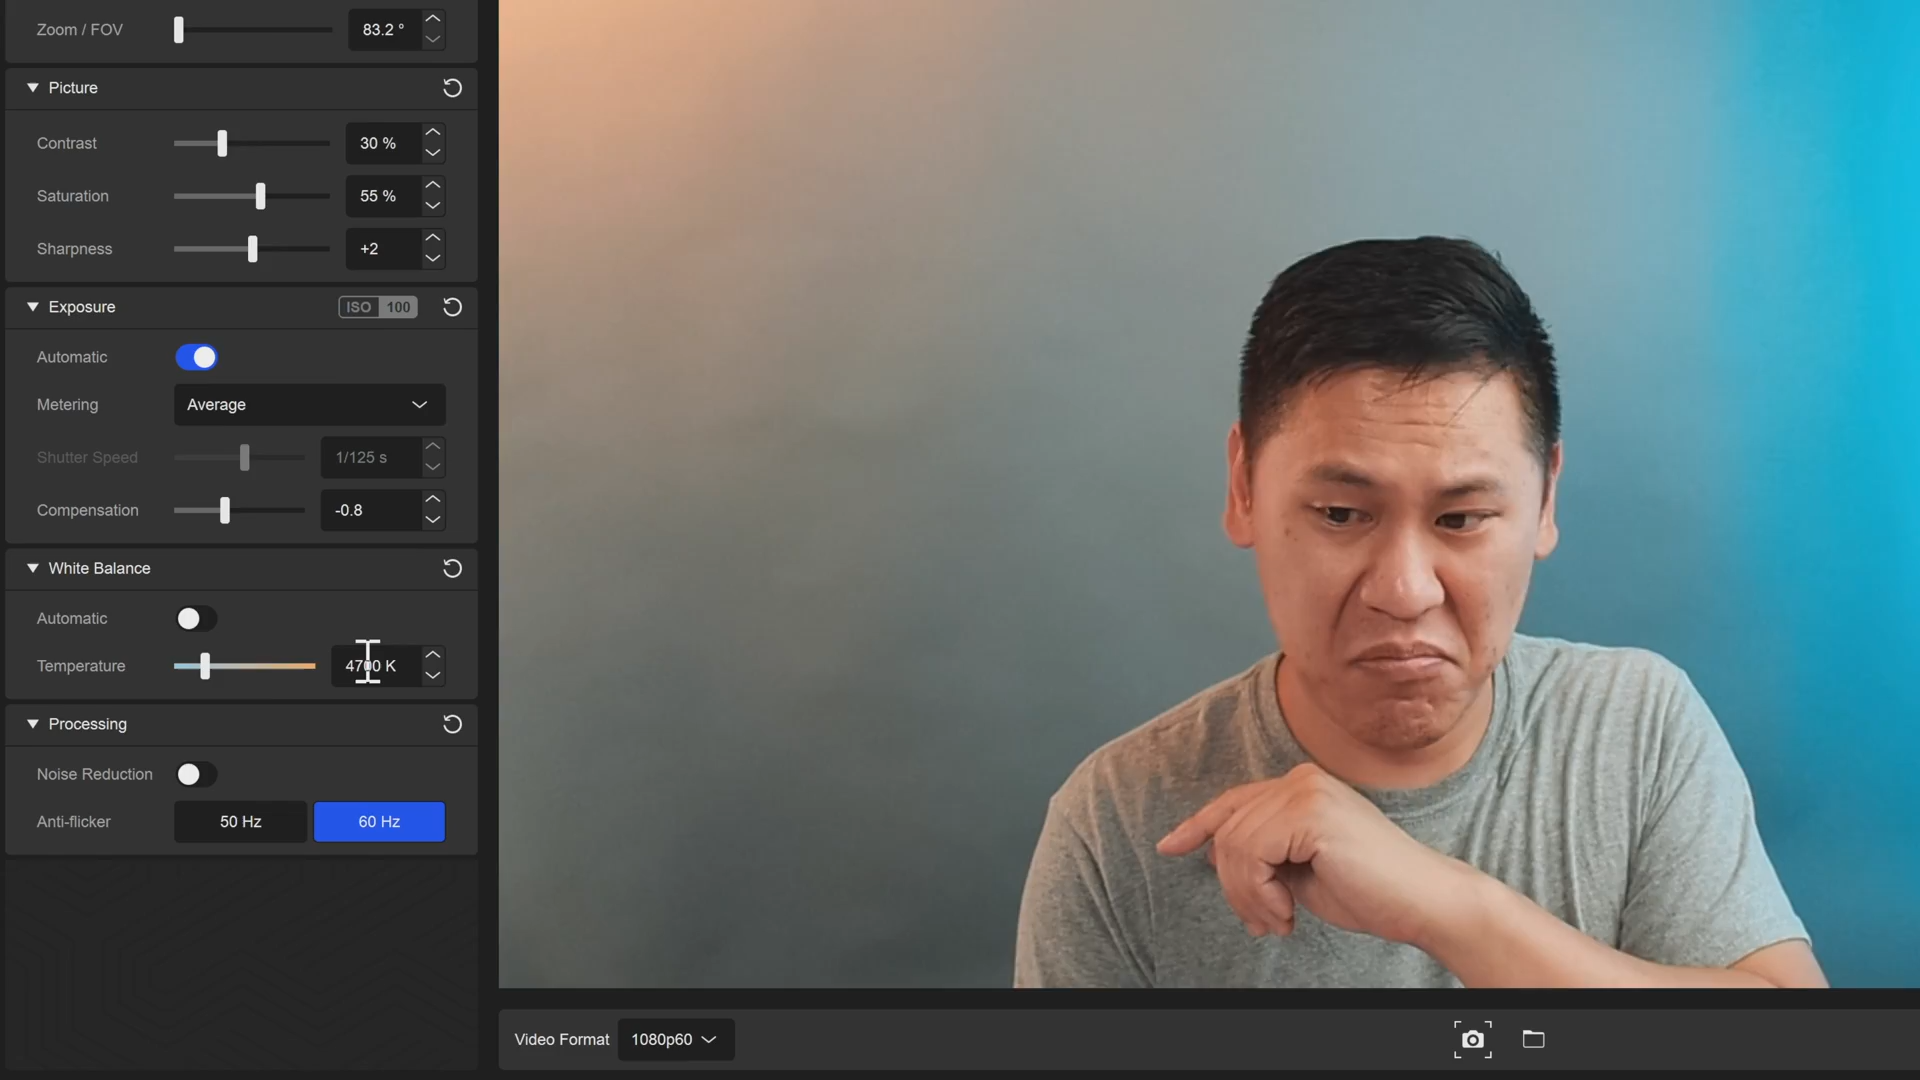 Zoom / FOV 83.2 °
Picture
Contrast 30 %
Saturation 55 %
Sharpness +2
Exposure ISO 100
Automatic
Metering Average
Shutter Speed 1/125 s
Compensation -0.8
White Balance
Automatic
Temperature 4700 K
Processing
Noise Reduction
Anti-flicker 50 Hz 60 Hz
Video Format 1080p60